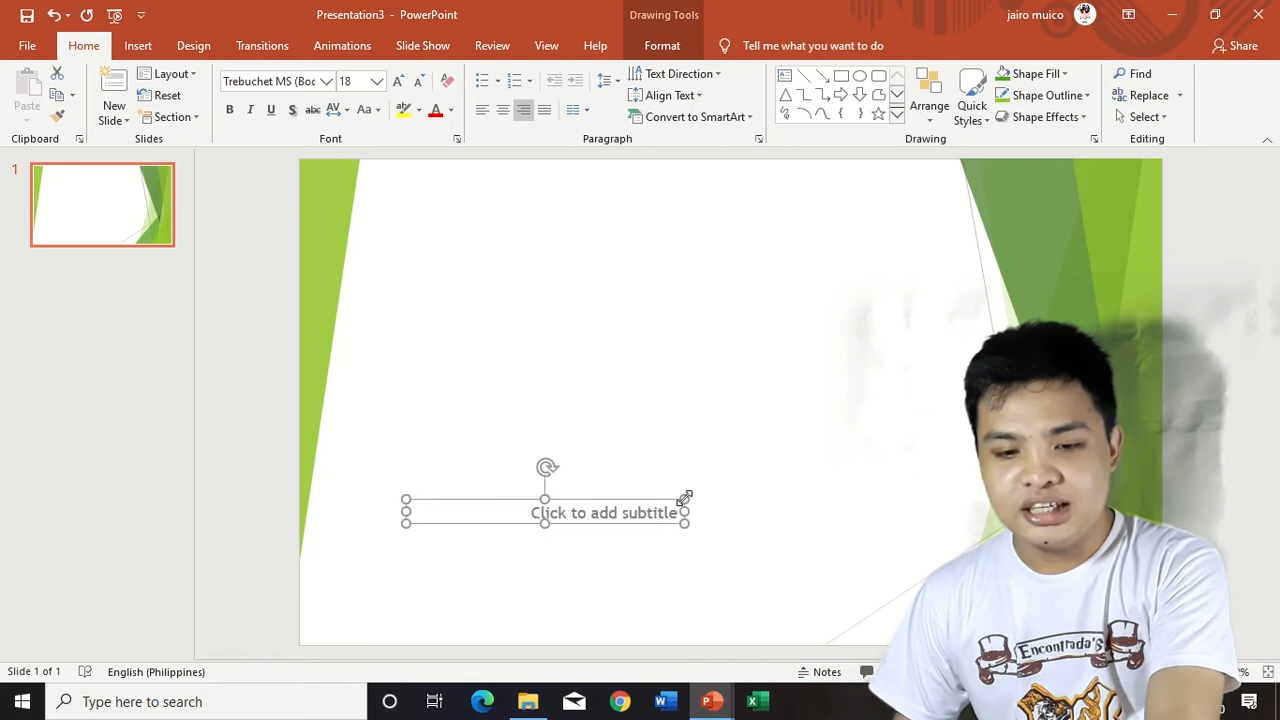 Presentation3 - PowerPoint
Drawing Tools
jairo muico
File
Home
Insert
Design
Transitions
Animations
Slide Show
Review
View
Help
Format
Tell me what you want to do
Share
Paste
Clipboard
New
Slide
Layout
Reset
Section
Slides
Trebuchet MS (Boc
18
B I U S abc AV Aa
Font
Text Direction
Align Text
Convert to SmartArt
Paragraph
Arrange
Quick
Styles
Shape Fill
Shape Outline
Shape Effects
Drawing
Find
Replace
Select
Editing
1
Click to add subtitle
Encontrada's
Slide 1 of 1
English (Philippines)
Notes
Type here to search